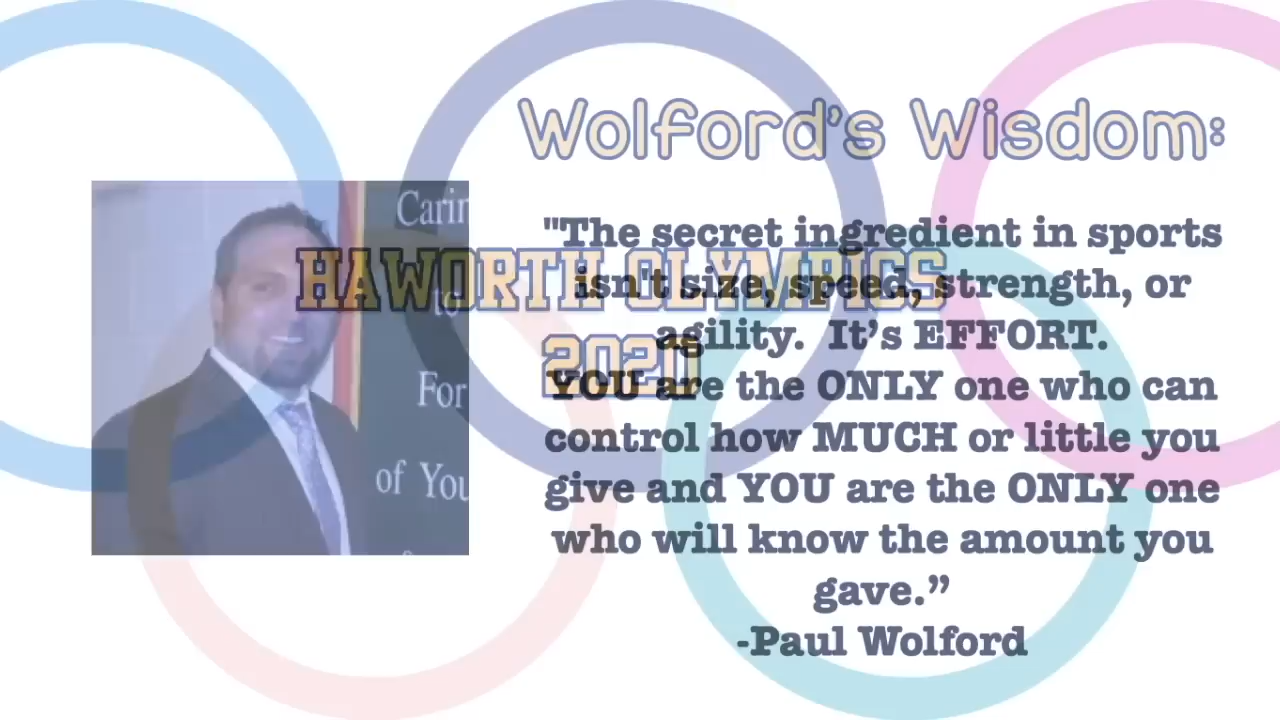 Wolford's Wisdom:
"The secret ingredient in sports
isn't size, speed, strength, or
agility.  It’s EFFORT.
YOU are the ONLY one who can
control how MUCH or little you
give and YOU are the ONLY one
who will know the amount you
gave.”
-Paul Wolford
HAWORTH OLYMPICS
2020
to
For
of You